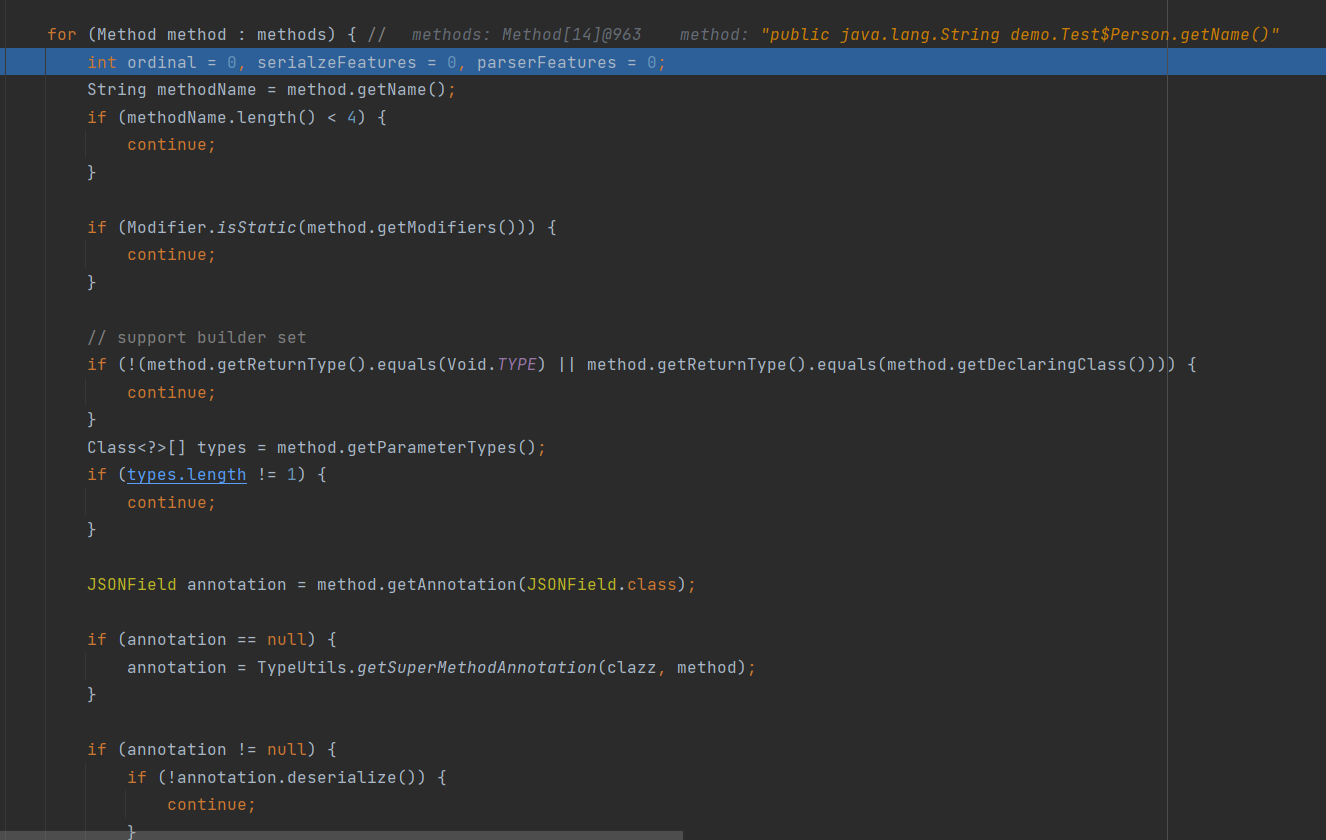 for (Method method : methods) { //   methods: Method[14]@963    method: "public java.lang.String demo.Test$Person.getName()"
    int ordinal = 0, serialzeFeatures = 0, parserFeatures = 0;
    String methodName = method.getName();
    if (methodName.length() < 4) {
        continue;
    }
    if (Modifier.isStatic(method.getModifiers())) {
        continue;
    }
    // support builder set
    if (!(method.getReturnType().equals(Void.TYPE) || method.getReturnType().equals(method.getDeclaringClass()))) {
        continue;
    }
    Class<?>[] types = method.getParameterTypes();
    if (types.length != 1) {
        continue;
    }
    JSONField annotation = method.getAnnotation(JSONField.class);
    if (annotation == null) {
        annotation = TypeUtils.getSuperMethodAnnotation(clazz, method);
    }
    if (annotation != null) {
        if (!annotation.deserialize()) {
            continue;
        }